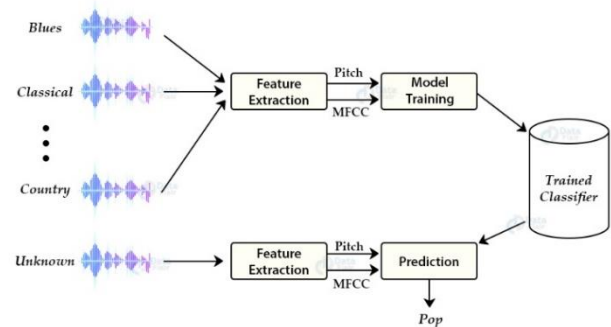 Blues
Classical
Country
Unknown
Feature
Extraction
Pitch
MFCC
Model
Training
Trained
Classifier
Feature
Extraction
Pitch
MFCC
Prediction
Pop